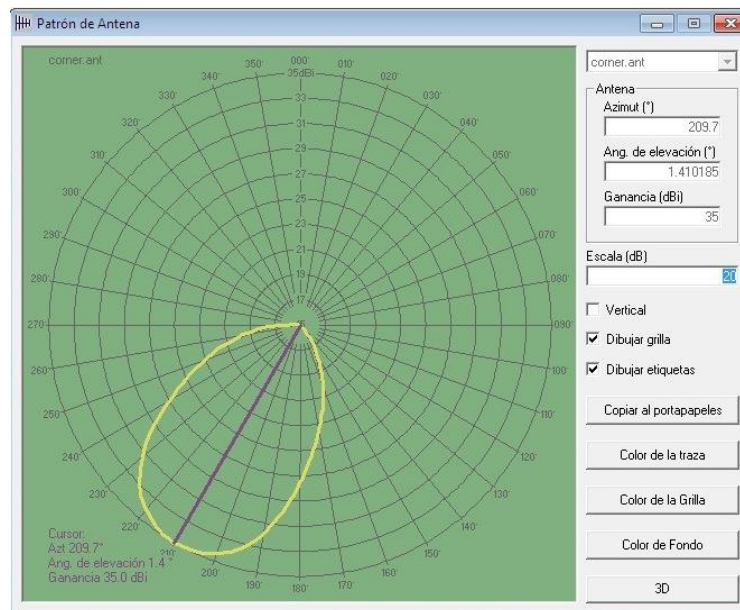 Patrón de Antena
corner.ant
000'
35dBi
010'
020'
030'
040'
050'
060'
070'
080'
090'
100'
110'
120'
130'
140'
150'
160'
170'
180'
190'
200'
210'
220'
230'
240'
250'
260'
270'
280'
290'
300'
310'
320'
330'
340'
350'
33
31
29
27
25
23
21
19
17
Cursor:
Azt 209.7°
Ang. de elevación 1.4 °
Ganancia 35.0 dBi
corner.ant
Antena
Azimut (°)
209.7
Ang. de elevación (°)
1.410185
Ganancia (dBi)
35
Escala (dB)
20
Vertical
Dibujar grilla
Dibujar etiquetas
Copiar al portapapeles
Color de la traza
Color de la Grilla
Color de Fondo
3D